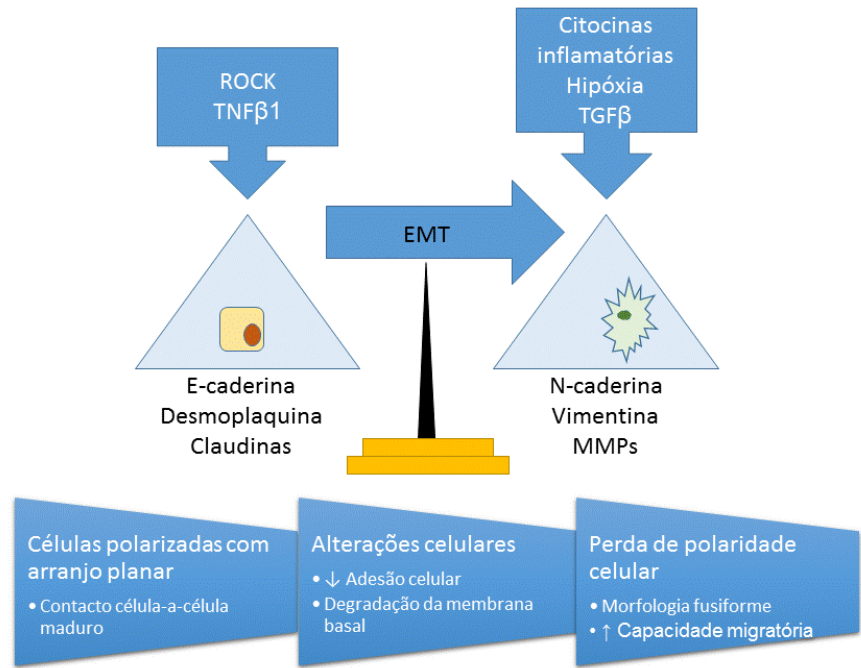 ROCK
TNFβ1
Citocinas
inflamatórias
Hipóxia
TGFβ
EMT
E-caderina
Desmoplaquina
Claudinas
N-caderina
Vimentina
MMPs
Células polarizadas com
arranjo planar
• Contacto célula-a-célula
maduro
Alterações celulares
• ↓ Adesão celular
• Degradação da membrana
basal
Perda de polaridade
celular
• Morfologia fusiforme
• ↑ Capacidade migratória